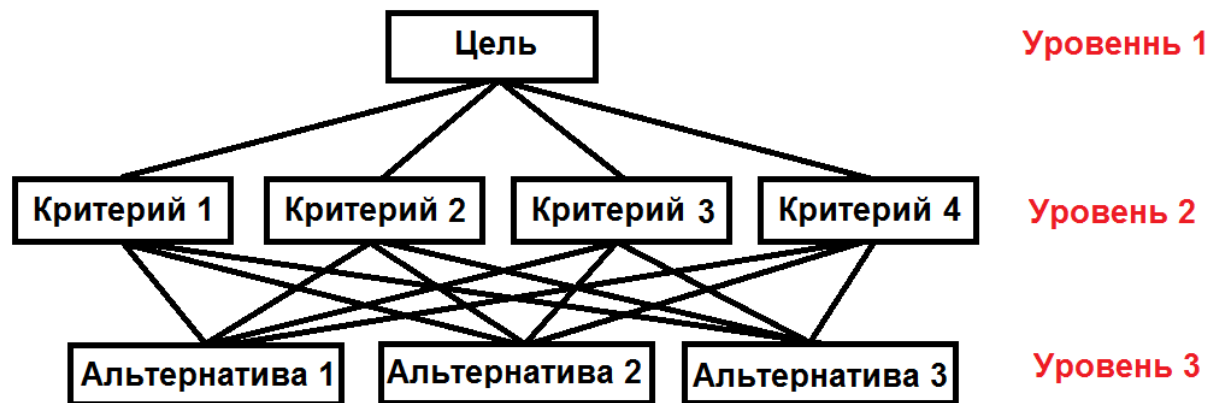 Цель
Уровеннь 1
Критерий 1
Критерий 2
Критерий 3
Критерий 4
Уровень 2
Альтернатива 1
Альтернатива 2
Альтернатива 3
Уровень 3